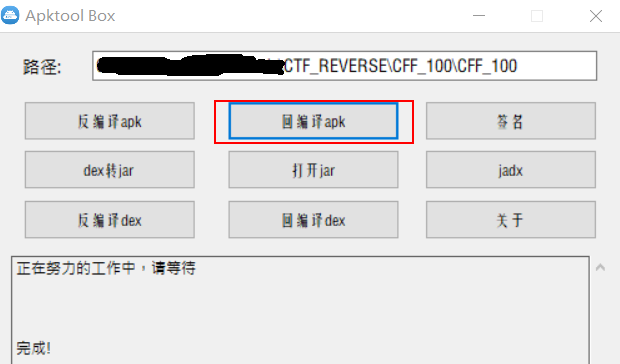 Apktool Box
路径: CTF_REVERSE\CFF_100\CFF_100
反编译apk 回编译apk 签名
dex转jar 打开jar jadx
反编译dex 回编译dex 关于
正在努力的工作中，请等待
完成!